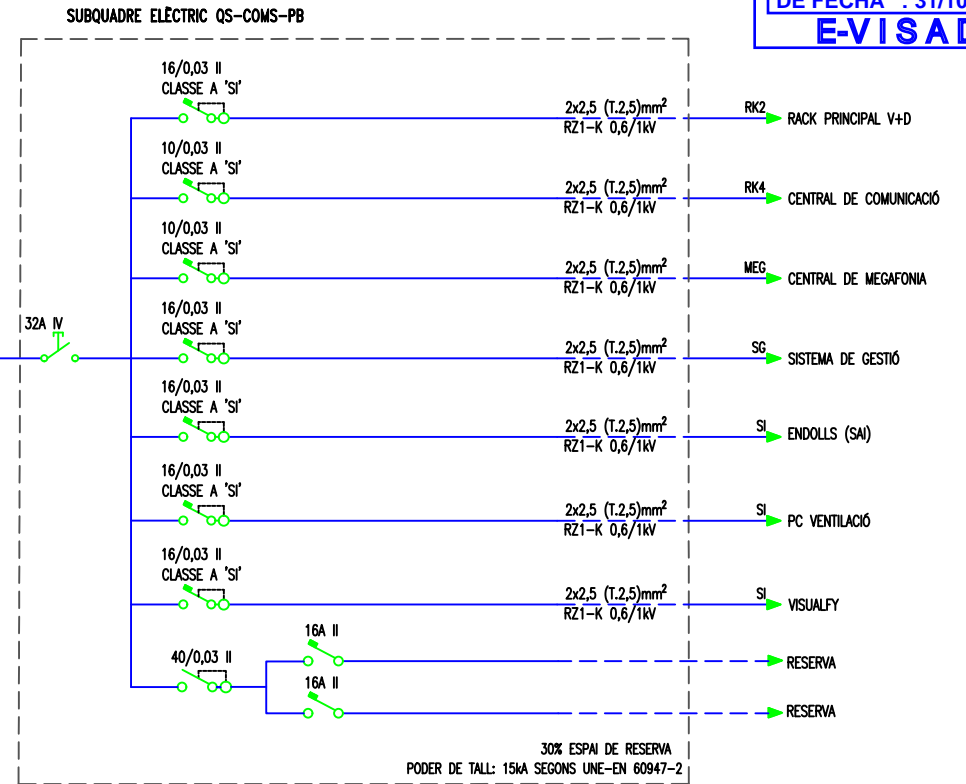 DE FECHA : 31/10
E-VISAD
SUBQUADRE ELÈCTRIC QS-COMS-PB
16/0,03 II
CLASSE A 'SI'
2x2,5 (T.2,5)mm²
RZ1-K 0,6/1kV
RK2
RACK PRINCIPAL V+D
10/0,03 II
CLASSE A 'SI'
2x2,5 (T.2,5)mm²
RZ1-K 0,6/1kV
RK4
CENTRAL DE COMUNICACIÓ
10/0,03 II
CLASSE A 'SI'
2x2,5 (T.2,5)mm²
RZ1-K 0,6/1kV
MEG
CENTRAL DE MEGAFONIA
32A IV
16/0,03 II
CLASSE A 'SI'
2x2,5 (T.2,5)mm²
RZ1-K 0,6/1kV
SG
SISTEMA DE GESTIÓ
16/0,03 II
CLASSE A 'SI'
2x2,5 (T.2,5)mm²
RZ1-K 0,6/1kV
SI
ENDOLLS (SAI)
16/0,03 II
CLASSE A 'SI'
2x2,5 (T.2,5)mm²
RZ1-K 0,6/1kV
SI
PC VENTILACIÓ
16/0,03 II
CLASSE A 'SI'
2x2,5 (T.2,5)mm²
RZ1-K 0,6/1kV
SI
VISUALFY
40/0,03 II
16A II
RESERVA
16A II
RESERVA
30% ESPAI DE RESERVA
PODER DE TALL: 15kA SEGONS UNE-EN 60947-2